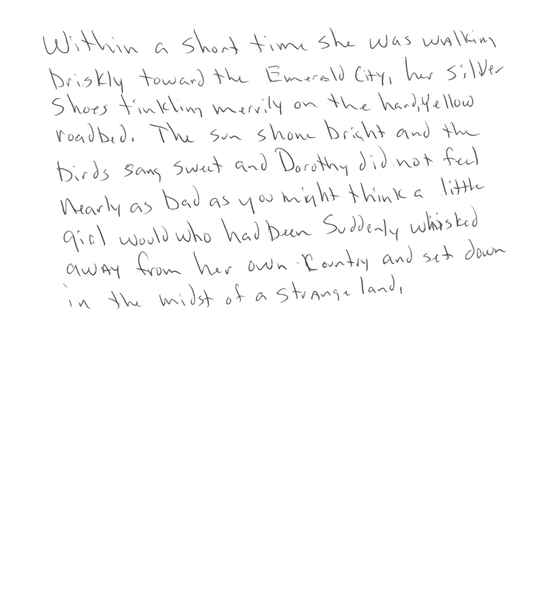 Within a short time she was walking
briskly toward the Emerald City, her silver
shoes tinkling merrily on the hard, yellow
roadbed. The sun shone bright and the
birds sang sweet and Dorothy did not feel
nearly as bad as you might think a little
girl would who had been suddenly whisked
away from her own country and set down
in the midst of a strange land.